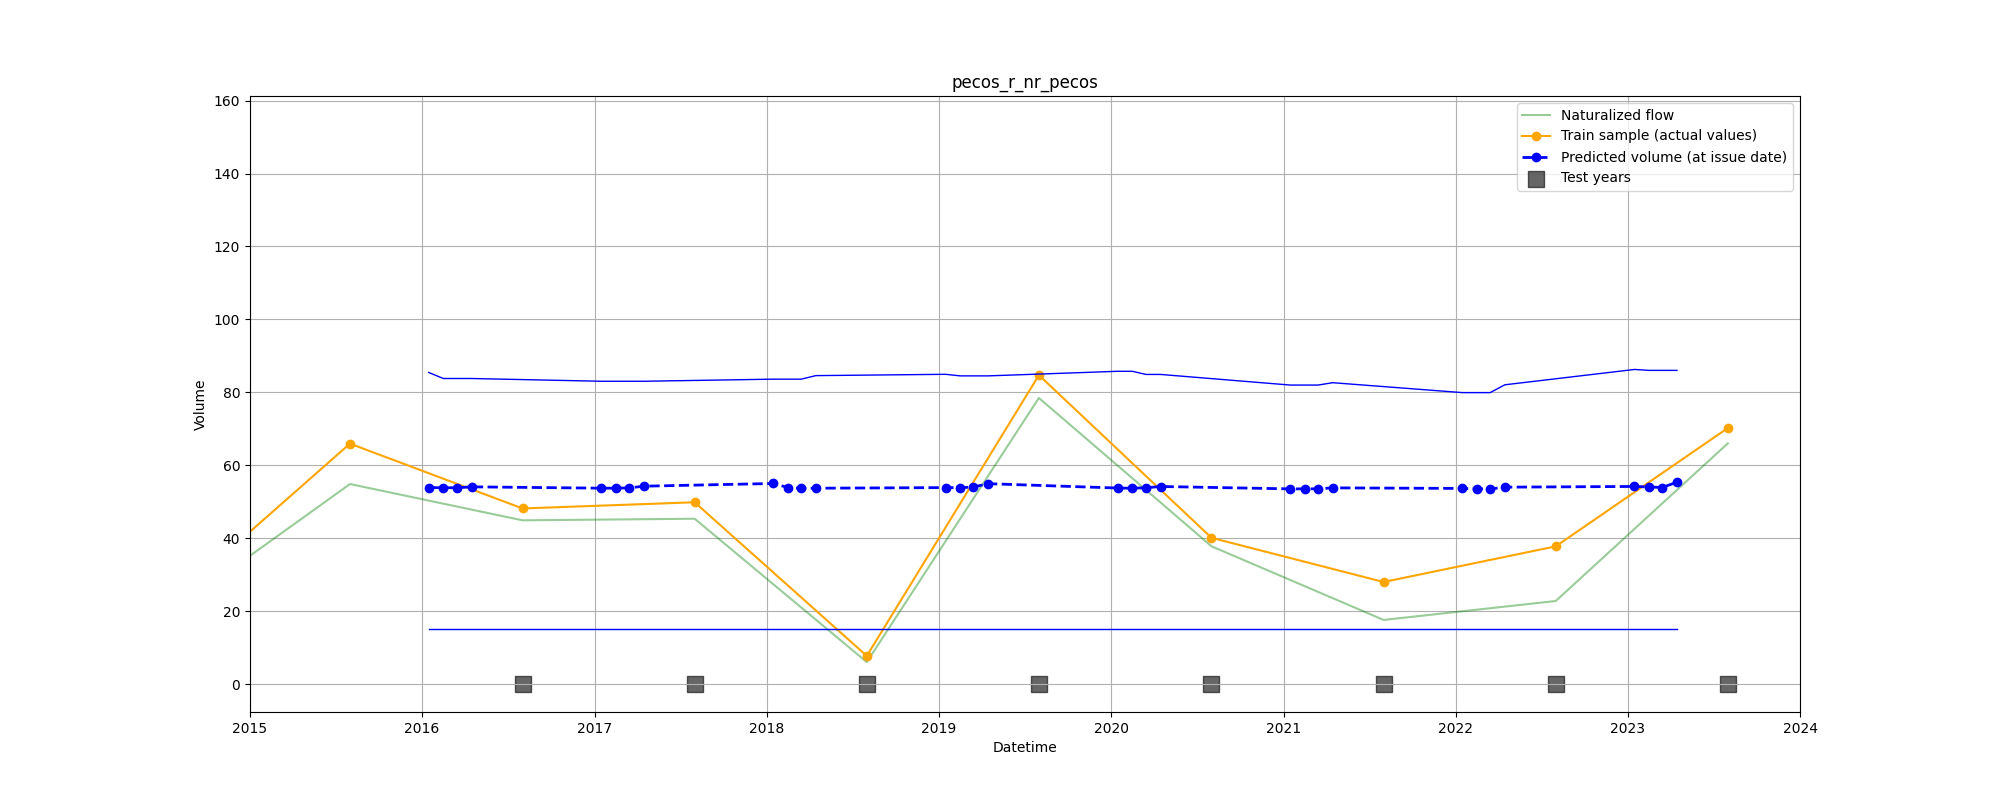 pecos_r_nr_pecos
160
140
120
100
80
60
40
20
0
Volume
Naturalized flow
Train sample (actual values)
Predicted volume (at issue date)
Test years
2015 2016 2017 2018 2019 2020 2021 2022 2023 2024
Datetime